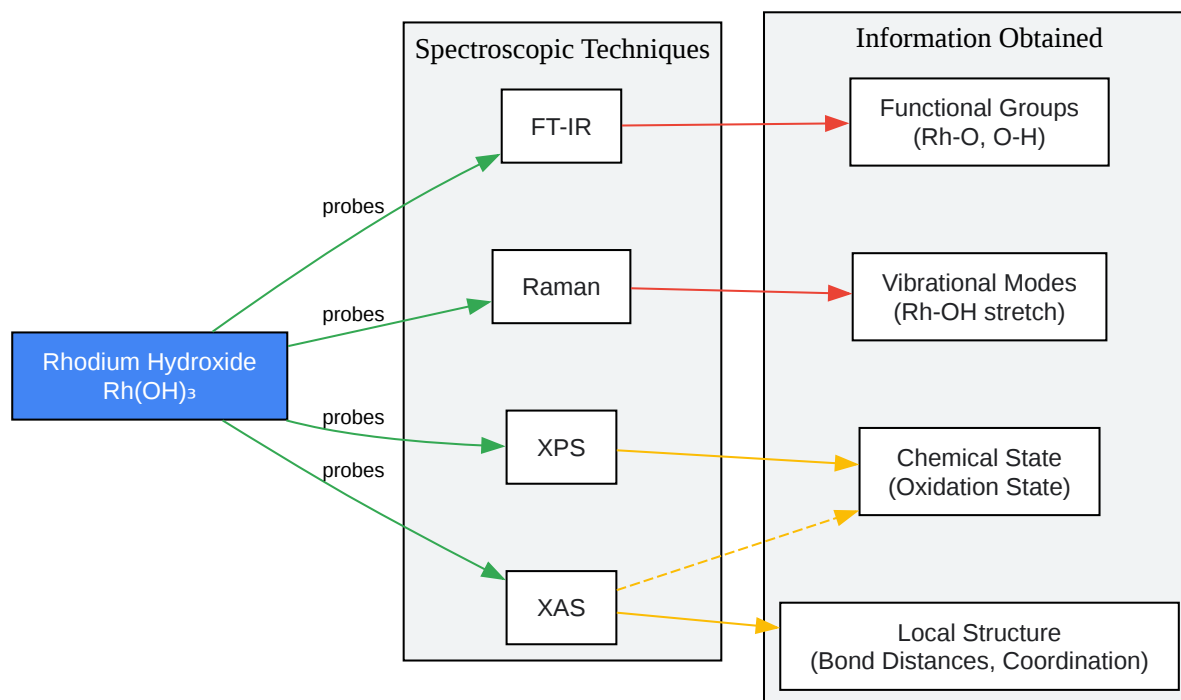 Spectroscopic Techniques
Information Obtained
FT-IR
Functional Groups
(Rh-O, O-H)
probes
Raman
Vibrational Modes
(Rh-OH stretch)
probes
Rhodium Hydroxide
Rh(OH)₃
probes
XPS
Chemical State
(Oxidation State)
probes
XAS
Local Structure
(Bond Distances, Coordination)